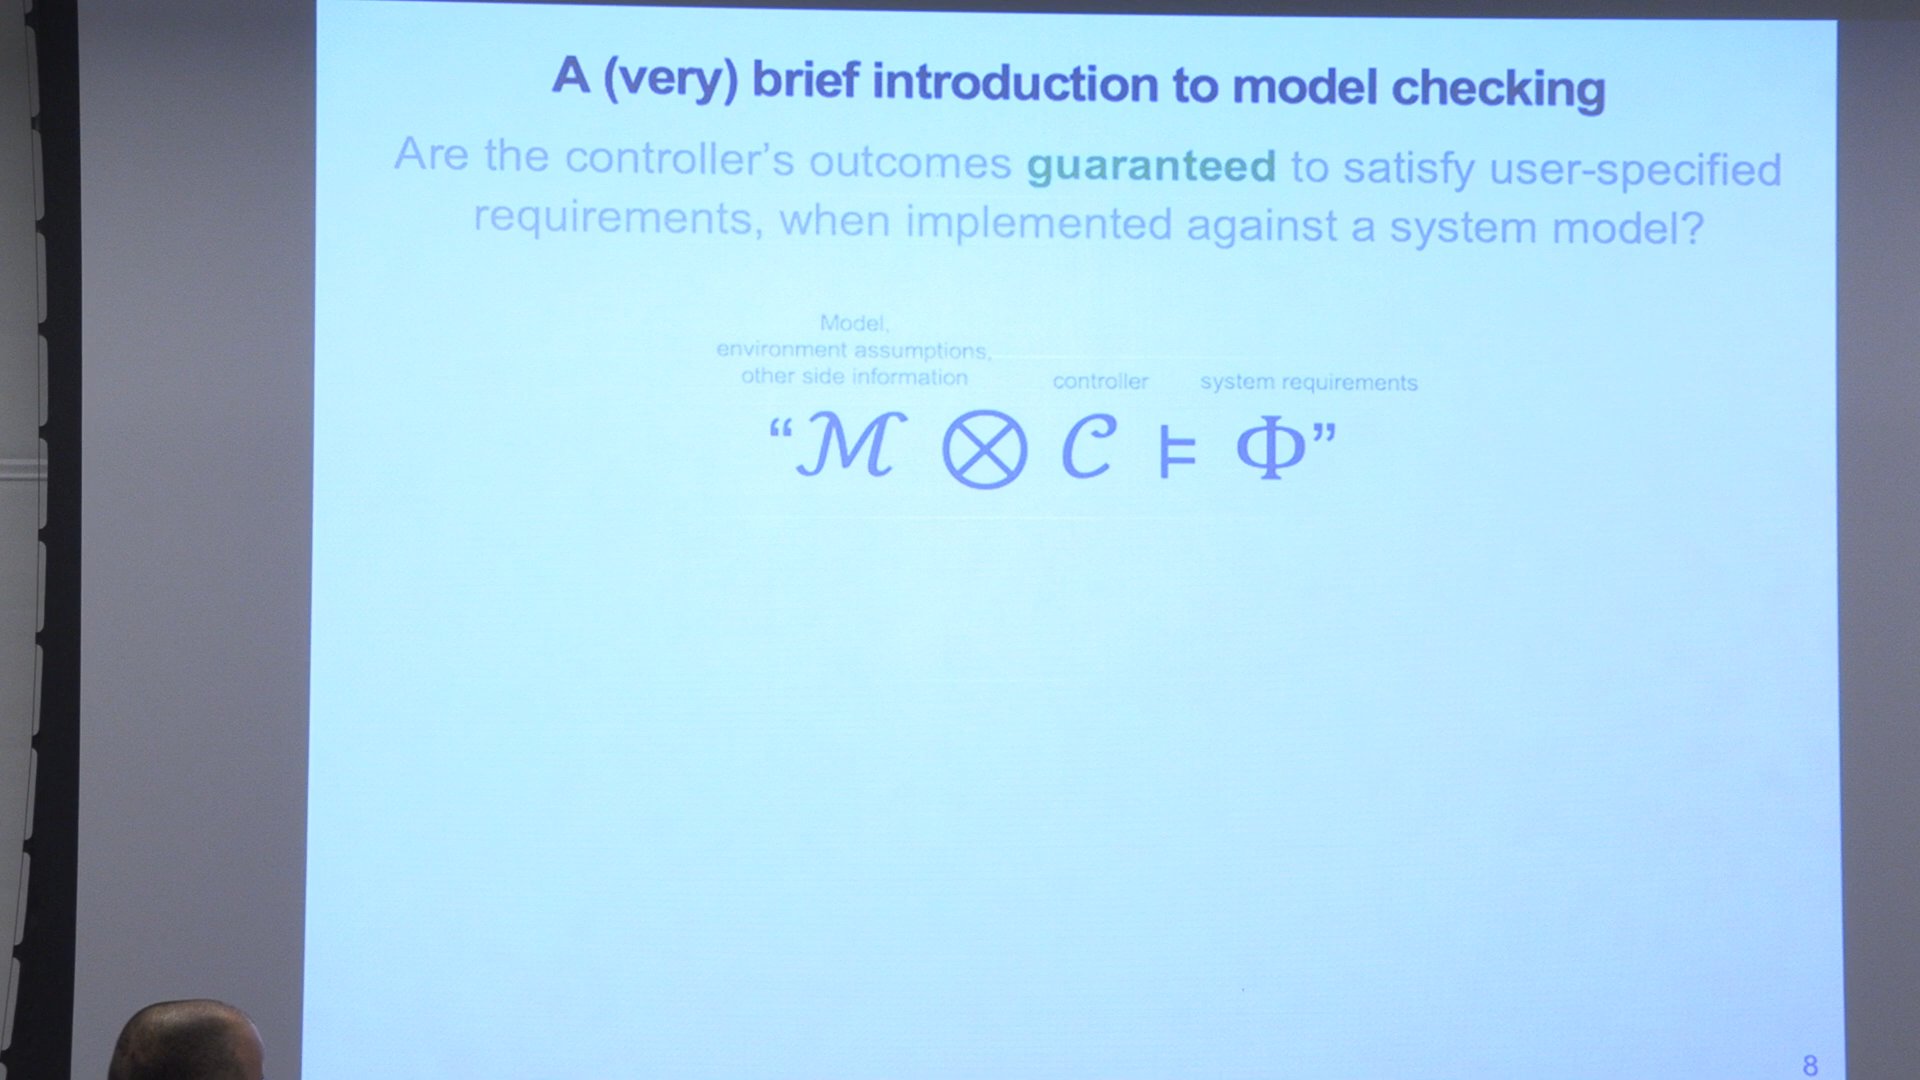 A (very) brief introduction to model checking
Are the controller’s outcomes guaranteed to satisfy user-specified
requirements, when implemented against a system model?
Model,
environment assumptions,
other side information
controller
system requirements
“ℳ ⊗ 𝒞 ⊨ Φ”
8